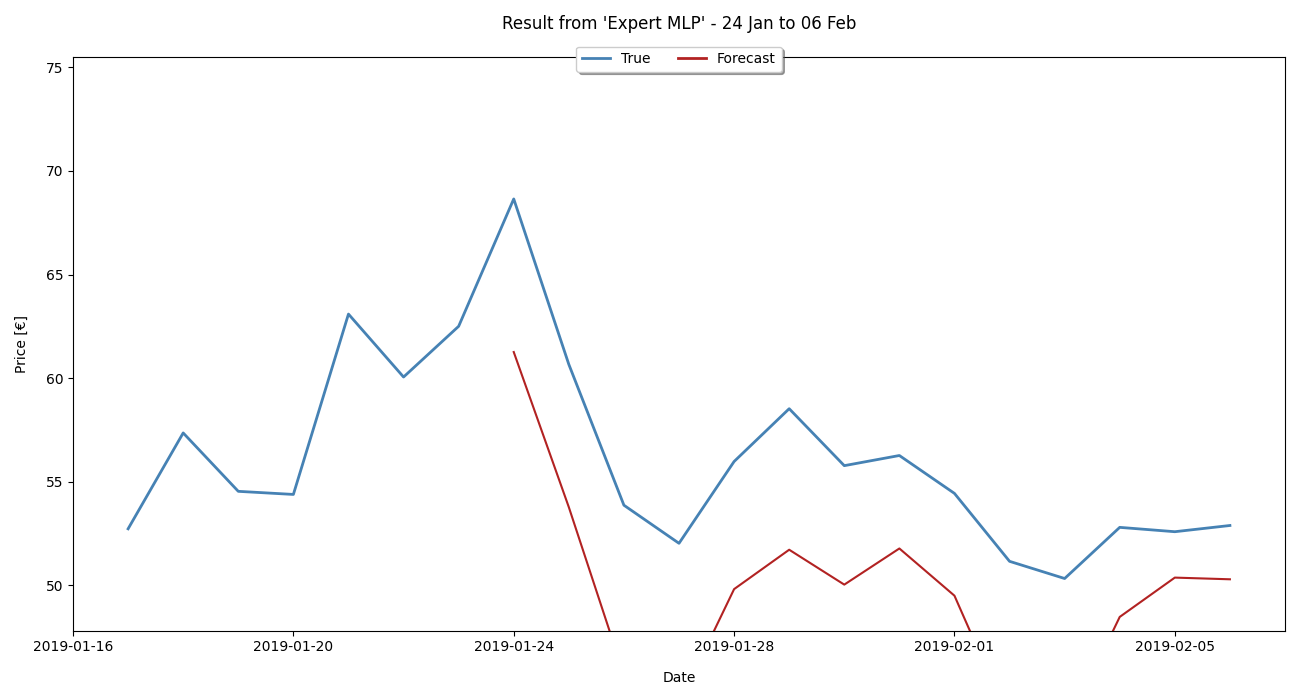 Result from 'Expert MLP' - 24 Jan to 06 Feb
True Forecast
75
70
65
60
55
50
Price [€]
2019-01-16 2019-01-20 2019-01-24 2019-01-28 2019-02-01 2019-02-05
Date